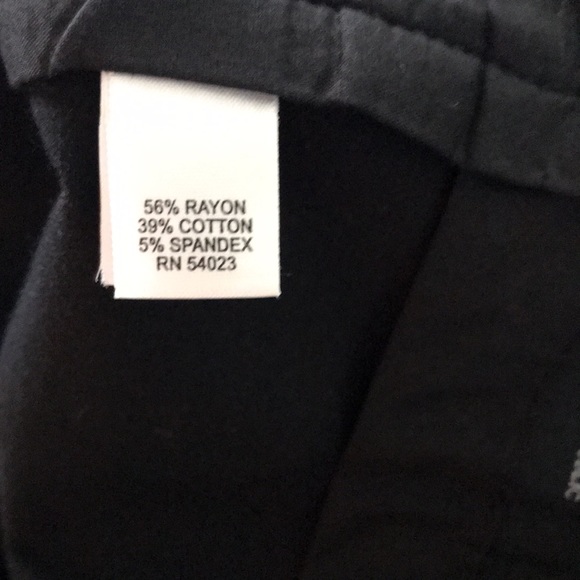 56% RAYON
39% COTTON
5% SPANDEX
RN 54023